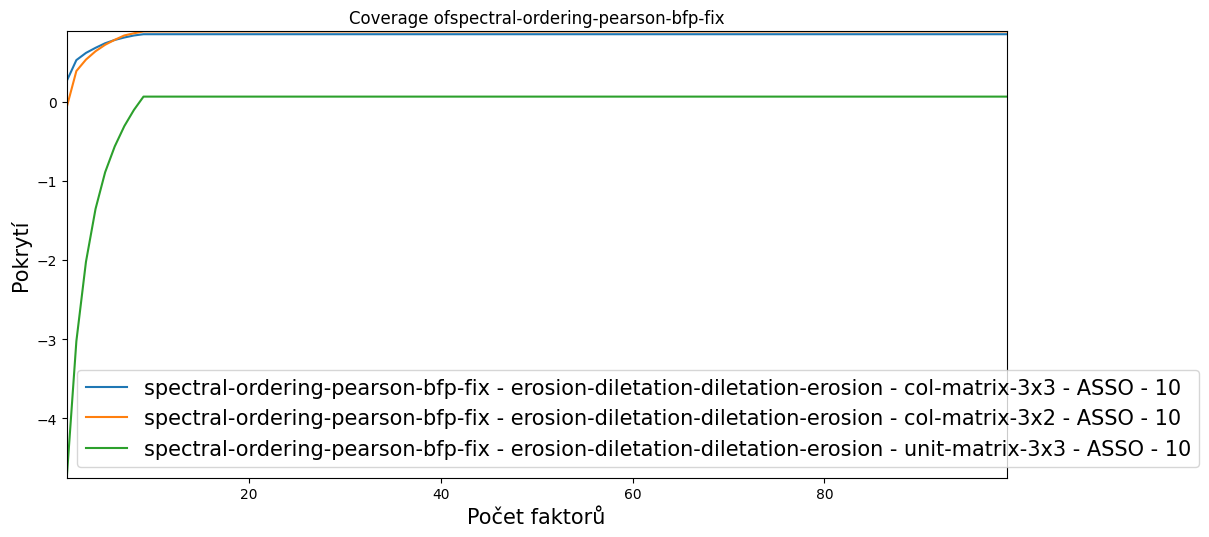 Coverage ofspectral-ordering-pearson-bfp-fix
0
−1
−2
−3
−4
Pokrytí
spectral-ordering-pearson-bfp-fix - erosion-diletation-diletation-erosion - col-matrix-3x3 - ASSO - 10
spectral-ordering-pearson-bfp-fix - erosion-diletation-diletation-erosion - col-matrix-3x2 - ASSO - 10
spectral-ordering-pearson-bfp-fix - erosion-diletation-diletation-erosion - unit-matrix-3x3 - ASSO - 10
20 40 60 80
Počet faktorů